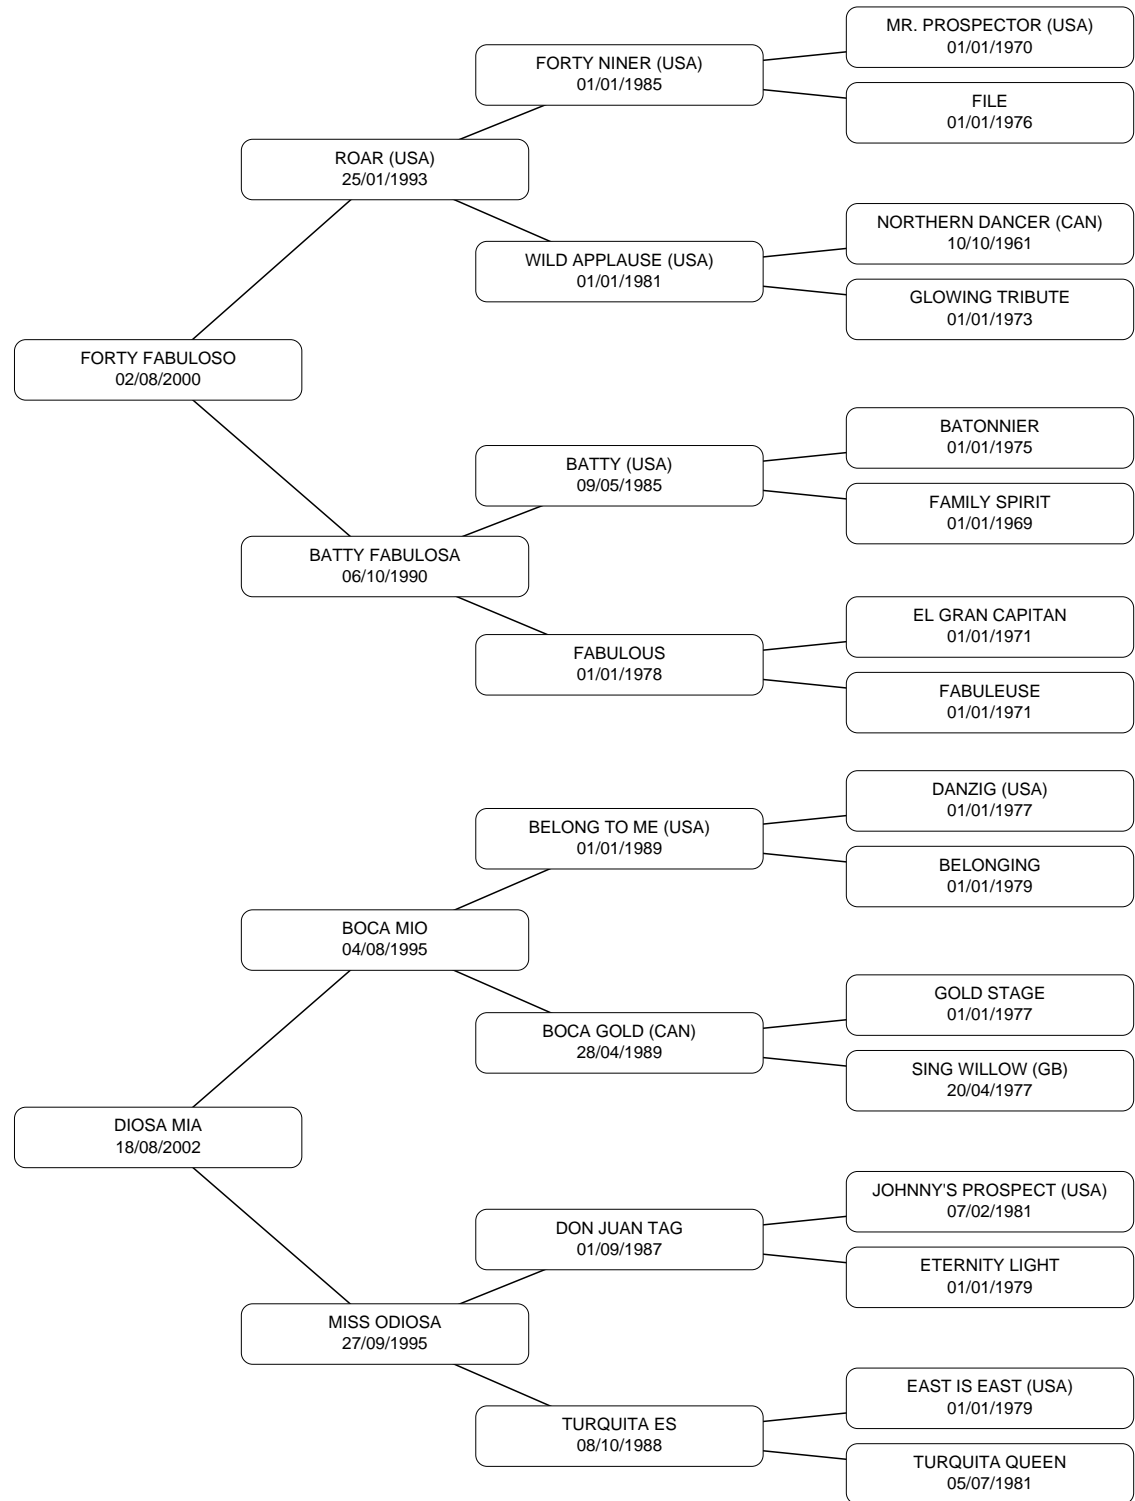 MR. PROSPECTOR (USA)
01/01/1970
FORTY NINER (USA)
01/01/1985
FILE
01/01/1976
ROAR (USA)
25/01/1993
NORTHERN DANCER (CAN)
10/10/1961
WILD APPLAUSE (USA)
01/01/1981
GLOWING TRIBUTE
01/01/1973
FORTY FABULOSO
02/08/2000
BATONNIER
01/01/1975
BATTY (USA)
09/05/1985
FAMILY SPIRIT
01/01/1969
BATTY FABULOSA
06/10/1990
EL GRAN CAPITAN
01/01/1971
FABULOUS
01/01/1978
FABULEUSE
01/01/1971
DANZIG (USA)
01/01/1977
BELONG TO ME (USA)
01/01/1989
BELONGING
01/01/1979
BOCA MIO
04/08/1995
GOLD STAGE
01/01/1977
BOCA GOLD (CAN)
28/04/1989
SING WILLOW (GB)
20/04/1977
DIOSA MIA
18/08/2002
JOHNNY'S PROSPECT (USA)
07/02/1981
DON JUAN TAG
01/09/1987
ETERNITY LIGHT
01/01/1979
MISS ODIOSA
27/09/1995
EAST IS EAST (USA)
01/01/1979
TURQUITA ES
08/10/1988
TURQUITA QUEEN
05/07/1981